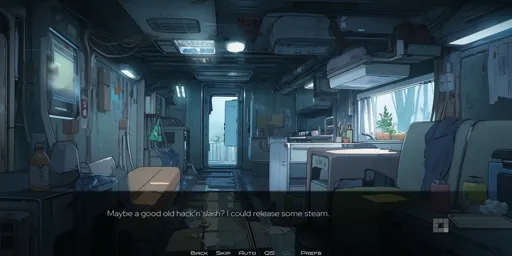 Maybe a good old hack'n'slash? I could release some steam.
Back Skip Auto QS Prefs